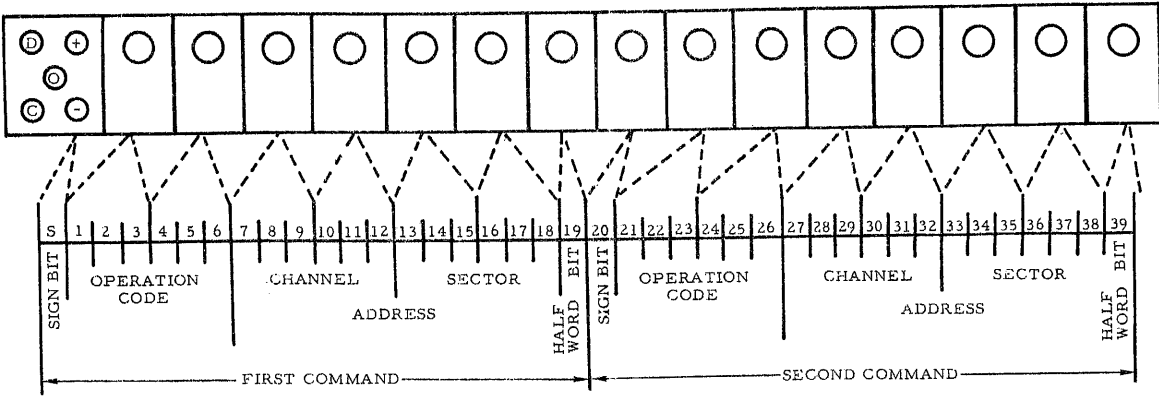 D +
O
C -
S 1 2 3 4 5 6 7 8 9 10 11 12 13 14 15 16 17 18 19 20 21 22 23 24 25 26 27 28 29 30 31 32 33 34 35 36 37 38 39
SIGN BIT
OPERATION
CODE
CHANNEL
SECTOR
ADDRESS
HALF
WORD BIT
SIGN BIT
OPERATION
CODE
CHANNEL
SECTOR
ADDRESS
HALF
WORD BIT
FIRST COMMAND
SECOND COMMAND